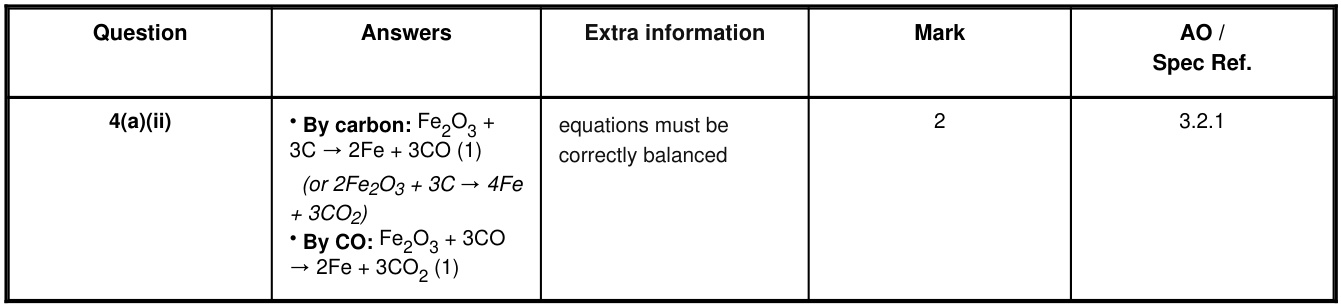 Question Answers Extra information Mark AO /
Spec Ref.
4(a)(ii)
• By carbon: Fe₂O₃ +
3C → 2Fe + 3CO (1)
(or 2Fe₂O₃ + 3C → 4Fe
+ 3CO₂)
• By CO: Fe₂O₃ + 3CO
→ 2Fe + 3CO₂ (1)
equations must be
correctly balanced
2
3.2.1